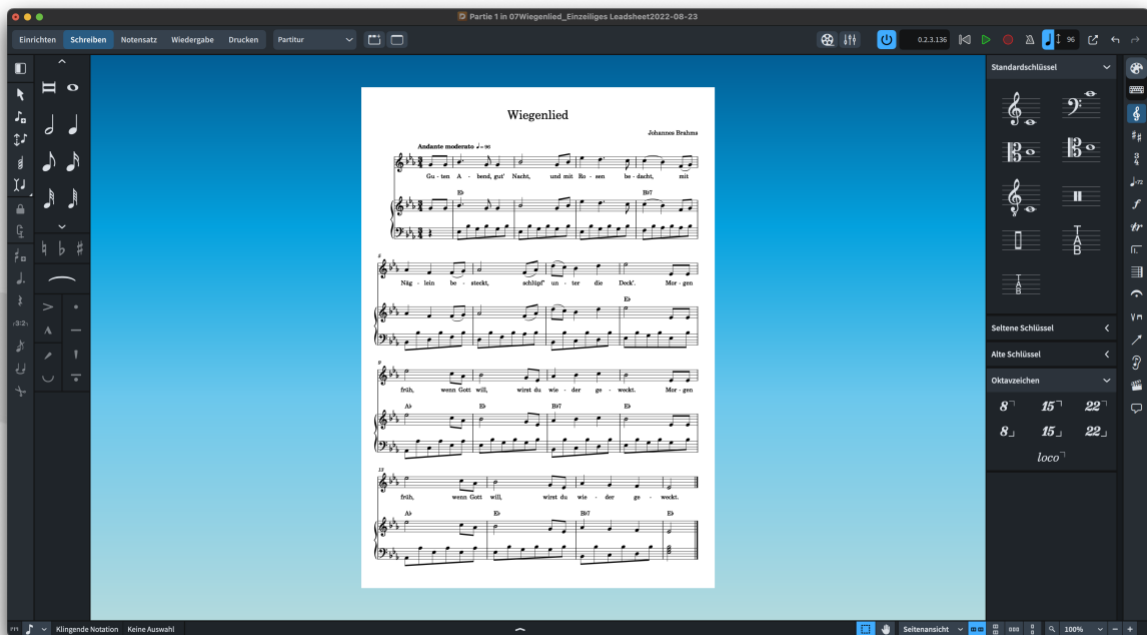 Partie 1 in 07Wiegenlied_Einzeiliges Leadsheet2022-08-23
Einrichten Schreiben Notensatz Wiedergabe Drucken Partitur 0.2.3.136 96
Standardschlüssel
Seltene Schlüssel
Alte Schlüssel
Oktavzeichen
8 15 22
8 15 22
loco
Wiegenlied
Johannes Brahms
Andante moderato ♩=96
Gu - ten A - bend, gut' Nacht, und mit Ro - sen be - dacht, mit
E♭ B♭7
5
Näg - lein be - steckt, schlüpf' un - ter die Deck'. Mor - gen
E♭
9
früh, wenn Gott will, wirst du wie - der ge - weckt. Mor - gen
A♭ E♭ B♭7 E♭
13
früh, wenn Gott will, wirst du wie - der ge - weckt.
A♭ E♭ B♭7 E♭
Klingende Notation Keine Auswahl Seitenansicht 100%